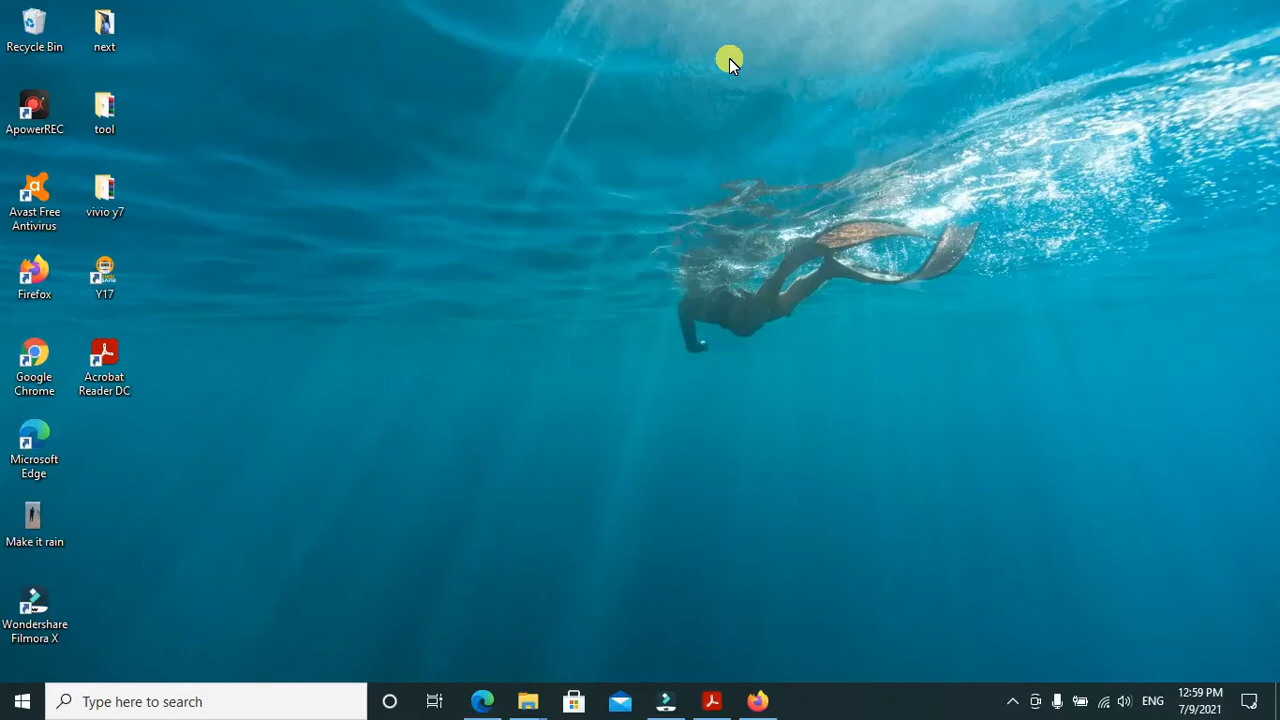 Recycle Bin
next
ApowerREC
tool
Avast Free
Antivirus
vivio y7
Firefox
Y17
Google
Chrome
Acrobat
Reader DC
Microsoft
Edge
Make it rain
Wondershare
Filmora X
Type here to search
ENG
12:59 PM
7/9/2021